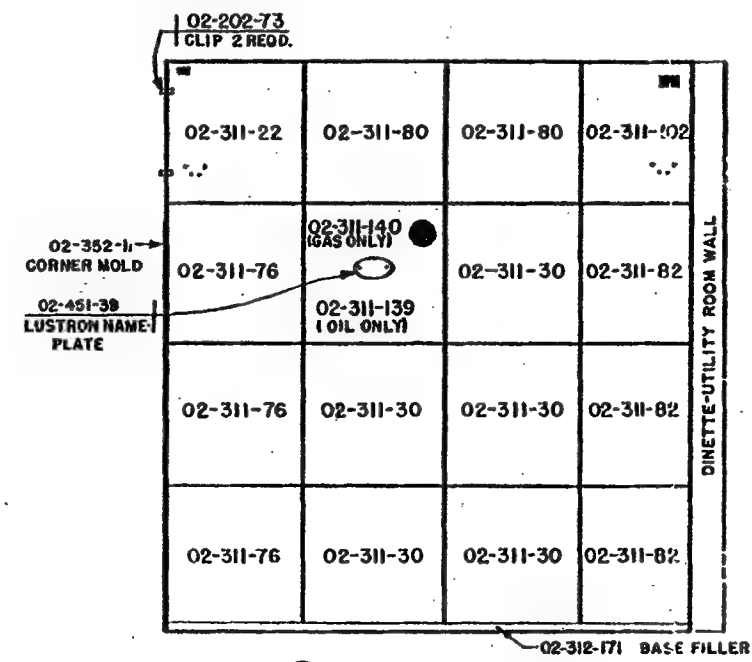 02-202-73
CLIP 2 REQD.
02-311-22
02-311-80
02-311-80
02-311-102
02-311-140
(GAS ONLY)
02-352-11
CORNER MOLD
02-311-76
02-311-30
02-311-82
02-451-38
LUSTRON NAME-
PLATE
02-311-139
(OIL ONLY)
DINETTE-UTILITY ROOM WALL
02-311-76
02-311-30
02-311-30
02-311-82
02-311-76
02-311-30
02-311-30
02-311-82
02-312-171 BASE FILLER